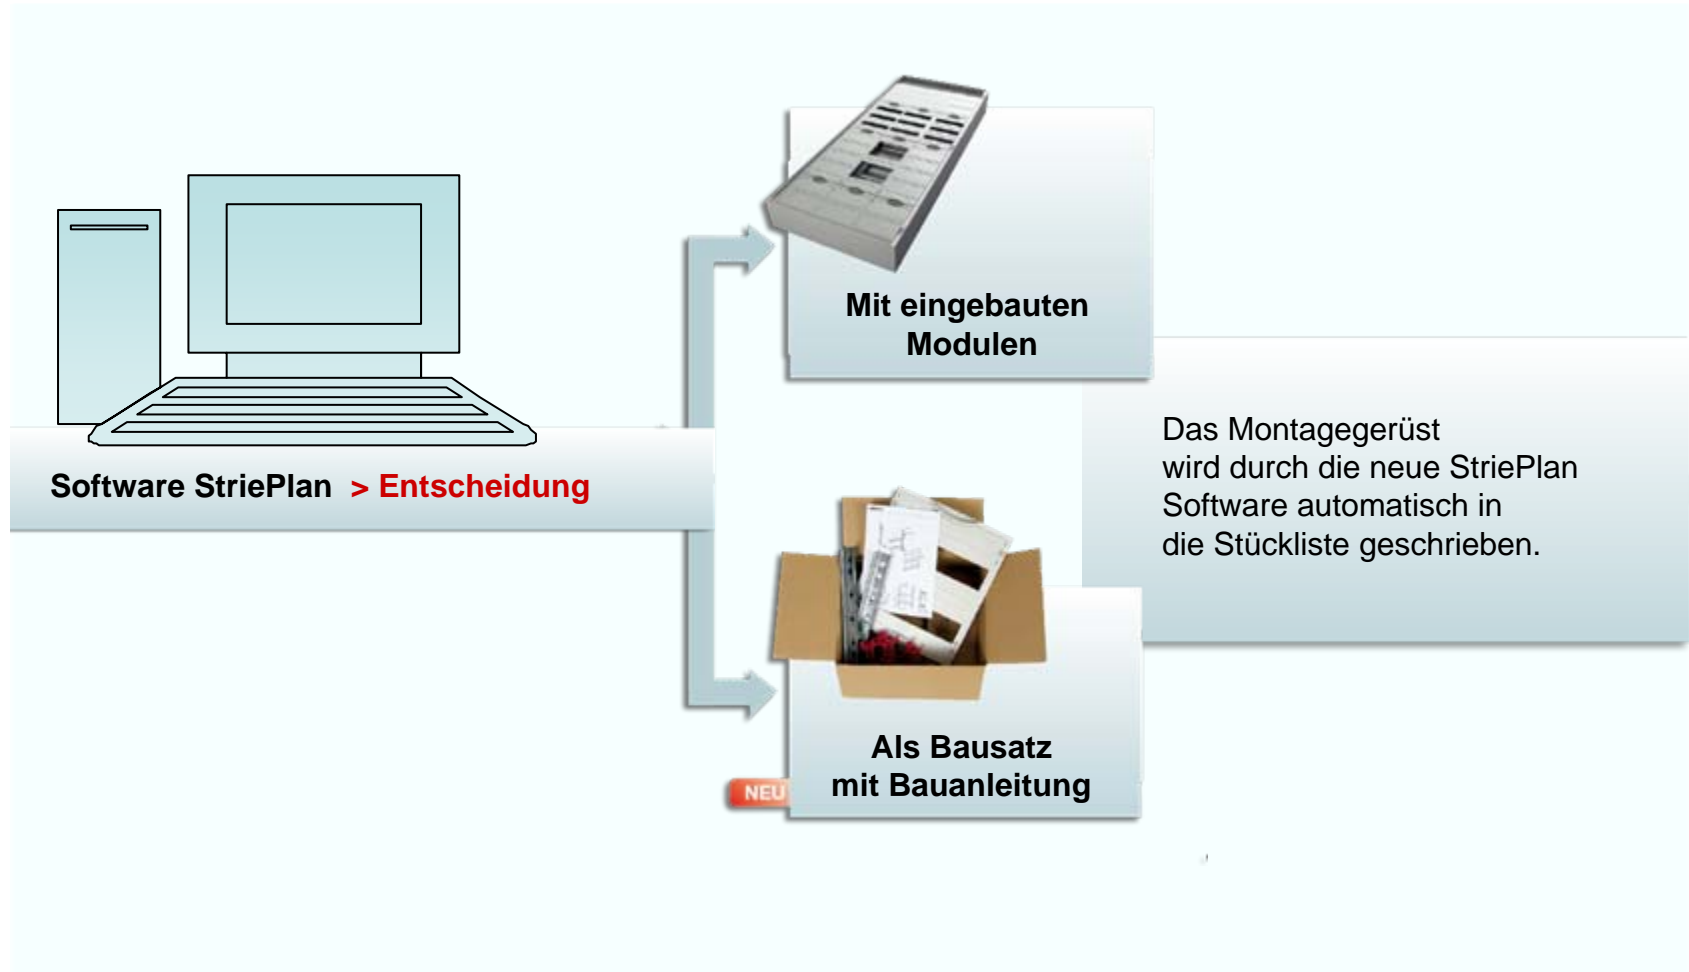 Mit eingebauten
Modulen
Software StriePlan > Entscheidung
Das Montagegerüst
wird durch die neue StriePlan
Software automatisch in
die Stückliste geschrieben.
Als Bausatz
mit Bauanleitung
NEU